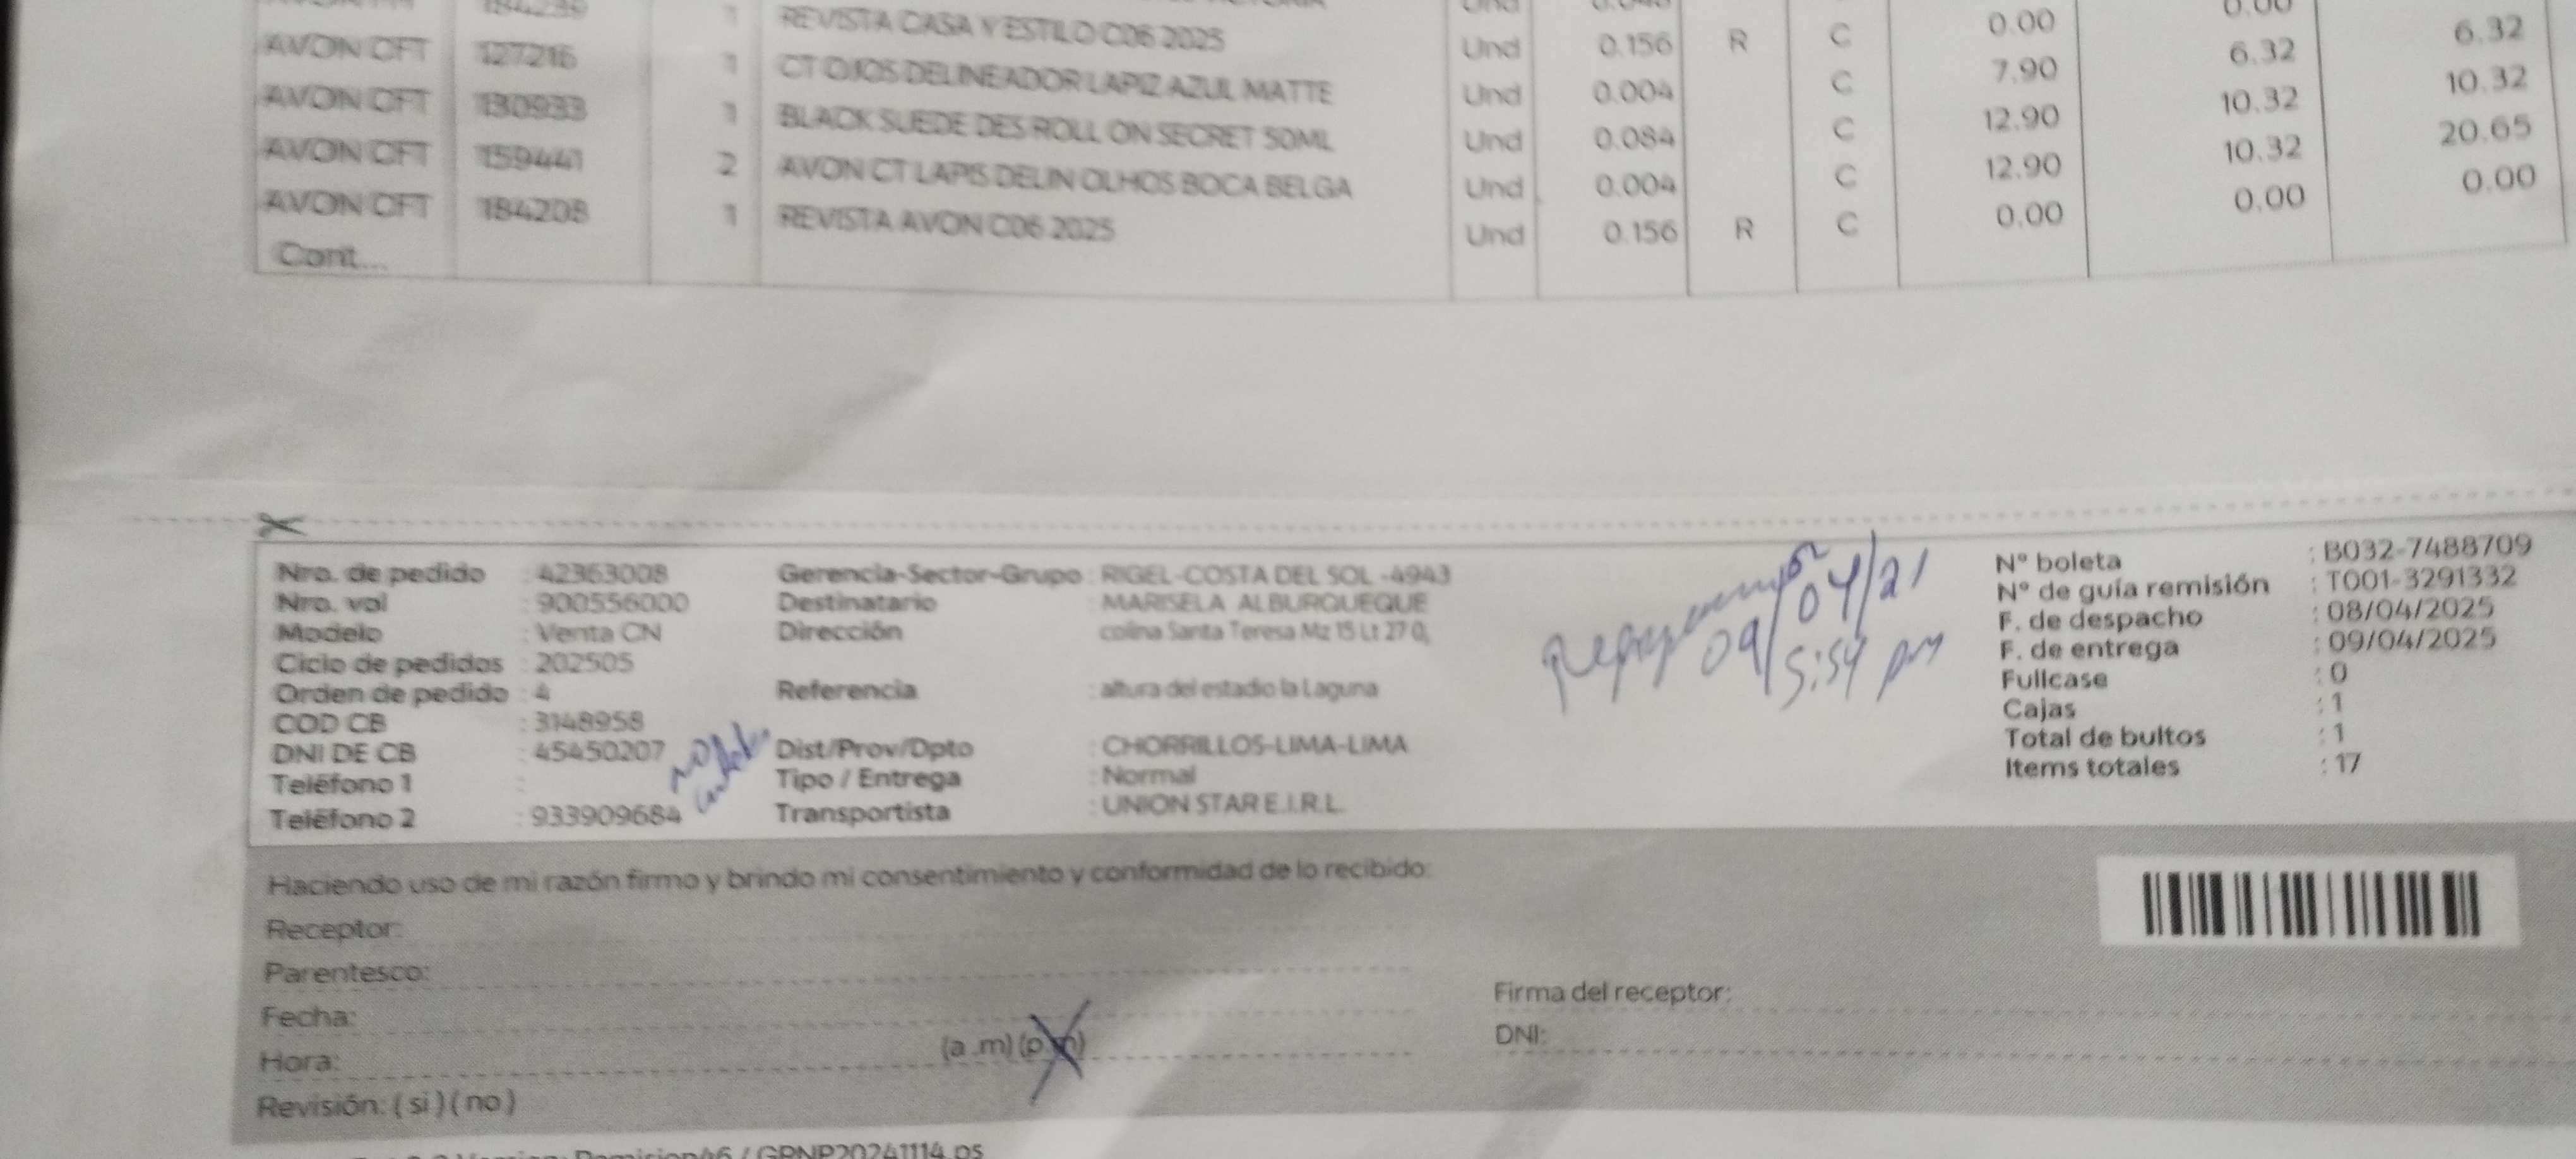 184239 1 Und
REVISTA CASA Y ESTILO C06 2025 Und 0.156 R C 0.00 0.00
AVON CFT 127216 1 CT OJOS DELINEADOR LAPIZ AZUL MATTE Und 0.004 C 7.90 6.32 6.32
AVON CFT 130933 1 BLACK SUEDE DES ROLL ON SECRET 50ML Und 0.084 C 12.90 10.32 10.32
AVON CFT 159441 2 AVON CT LAPIS DELIN OLHOS BOCA BELGA Und 0.004 C 12.90 10.32 20.65
AVON CFT 184208 1 REVISTA AVON C06 2025 Und 0.156 R C 0.00 0.00 0.00
Cont...
Nro. de pedido : 42363008 Gerencia-Sector-Grupo : RIGEL-COSTA DEL SOL -4943 N° boleta : B032-7488709
Nro. val : 900556000 Destinatario : MARISELA ALBURQUEQUE N° de guía remisión : T001-3291332
Modelo : Venta CN Dirección colina Santa Teresa Mz 15 Lt 27 0, F. de despacho : 08/04/2025
Ciclo de pedidos : 202505 F. de entrega : 09/04/2025
Orden de pedido : 4 Referencia : altura del estadio la Laguna Fullcase : 0
COD CB : 3148958 Cajas : 1
DNI DE CB : 45450207 Dist/Prov/Dpto : CHORRILLOS-LIMA-LIMA Total de bultos : 1
Teléfono 1 : Tipo / Entrega : Normal Items totales : 17
Teléfono 2 : 933909684 Transportista : UNION STAR E.I.R.L.
no
09/04/21
5:54 pm
Haciendo uso de mi razón firmo y brindo mi consentimiento y conformidad de lo recibido:
Receptor:
Parentesco:
Fecha:
Hora: (a .m) (p.m)
Revisión: ( si ) ( no )
Firma del receptor:
DNI:
/ GRNP20241114.ps